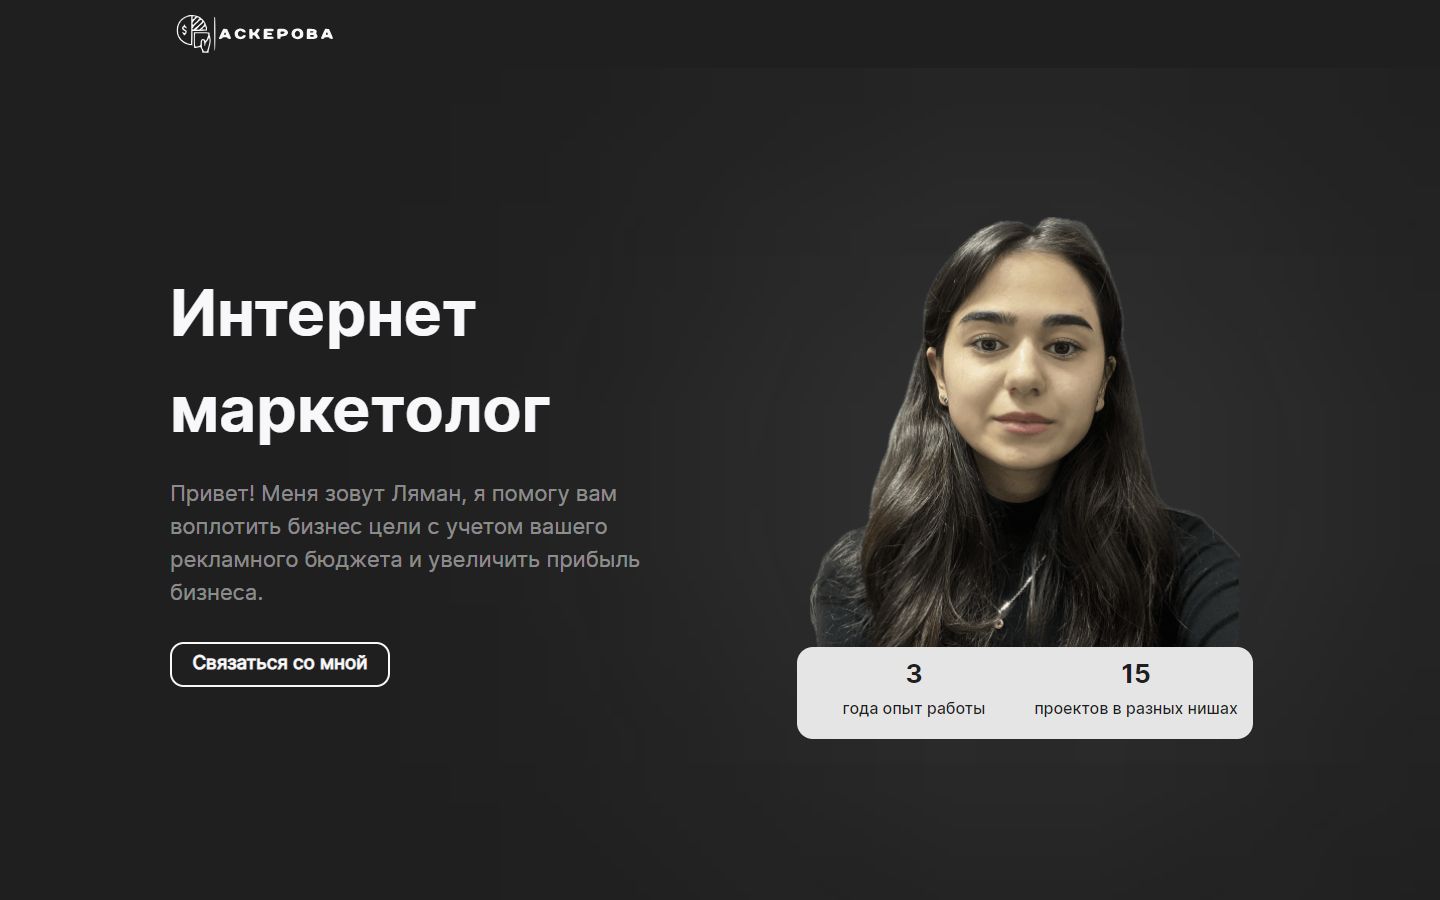 $
АСКЕРОВА
Интернет
маркетолог
Привет! Меня зовут Ляман, я помогу вам
воплотить бизнес цели с учетом вашего
рекламного бюджета и увеличить прибыль
бизнеса.
Связаться со мной
3
года опыт работы
15
проектов в разных нишах